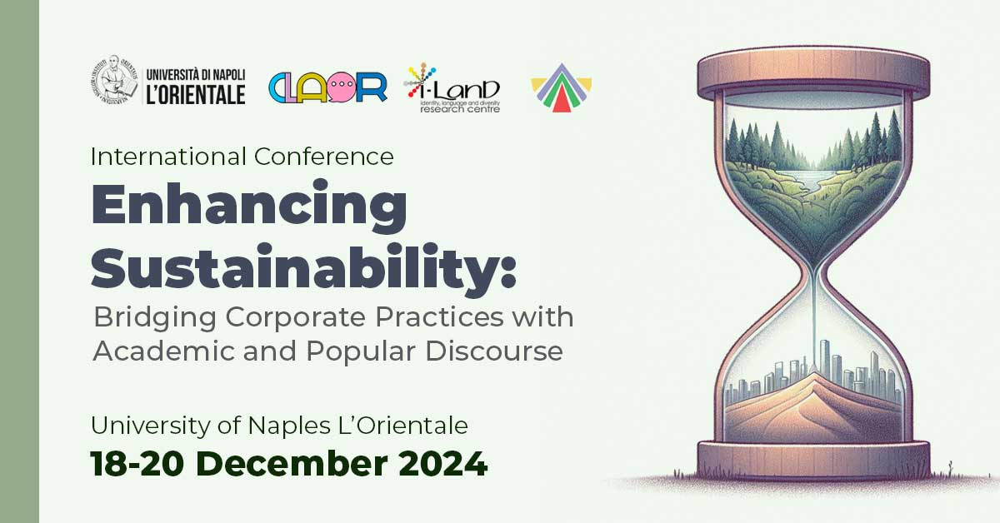 UNIVERSITÀ DI NAPOLI
L'ORIENTALE
CLAOR
I-LanD
identity, language and diversity
research centre
International Conference
Enhancing
Sustainability:
Bridging Corporate Practices with
Academic and Popular Discourse
University of Naples L’Orientale
18-20 December 2024